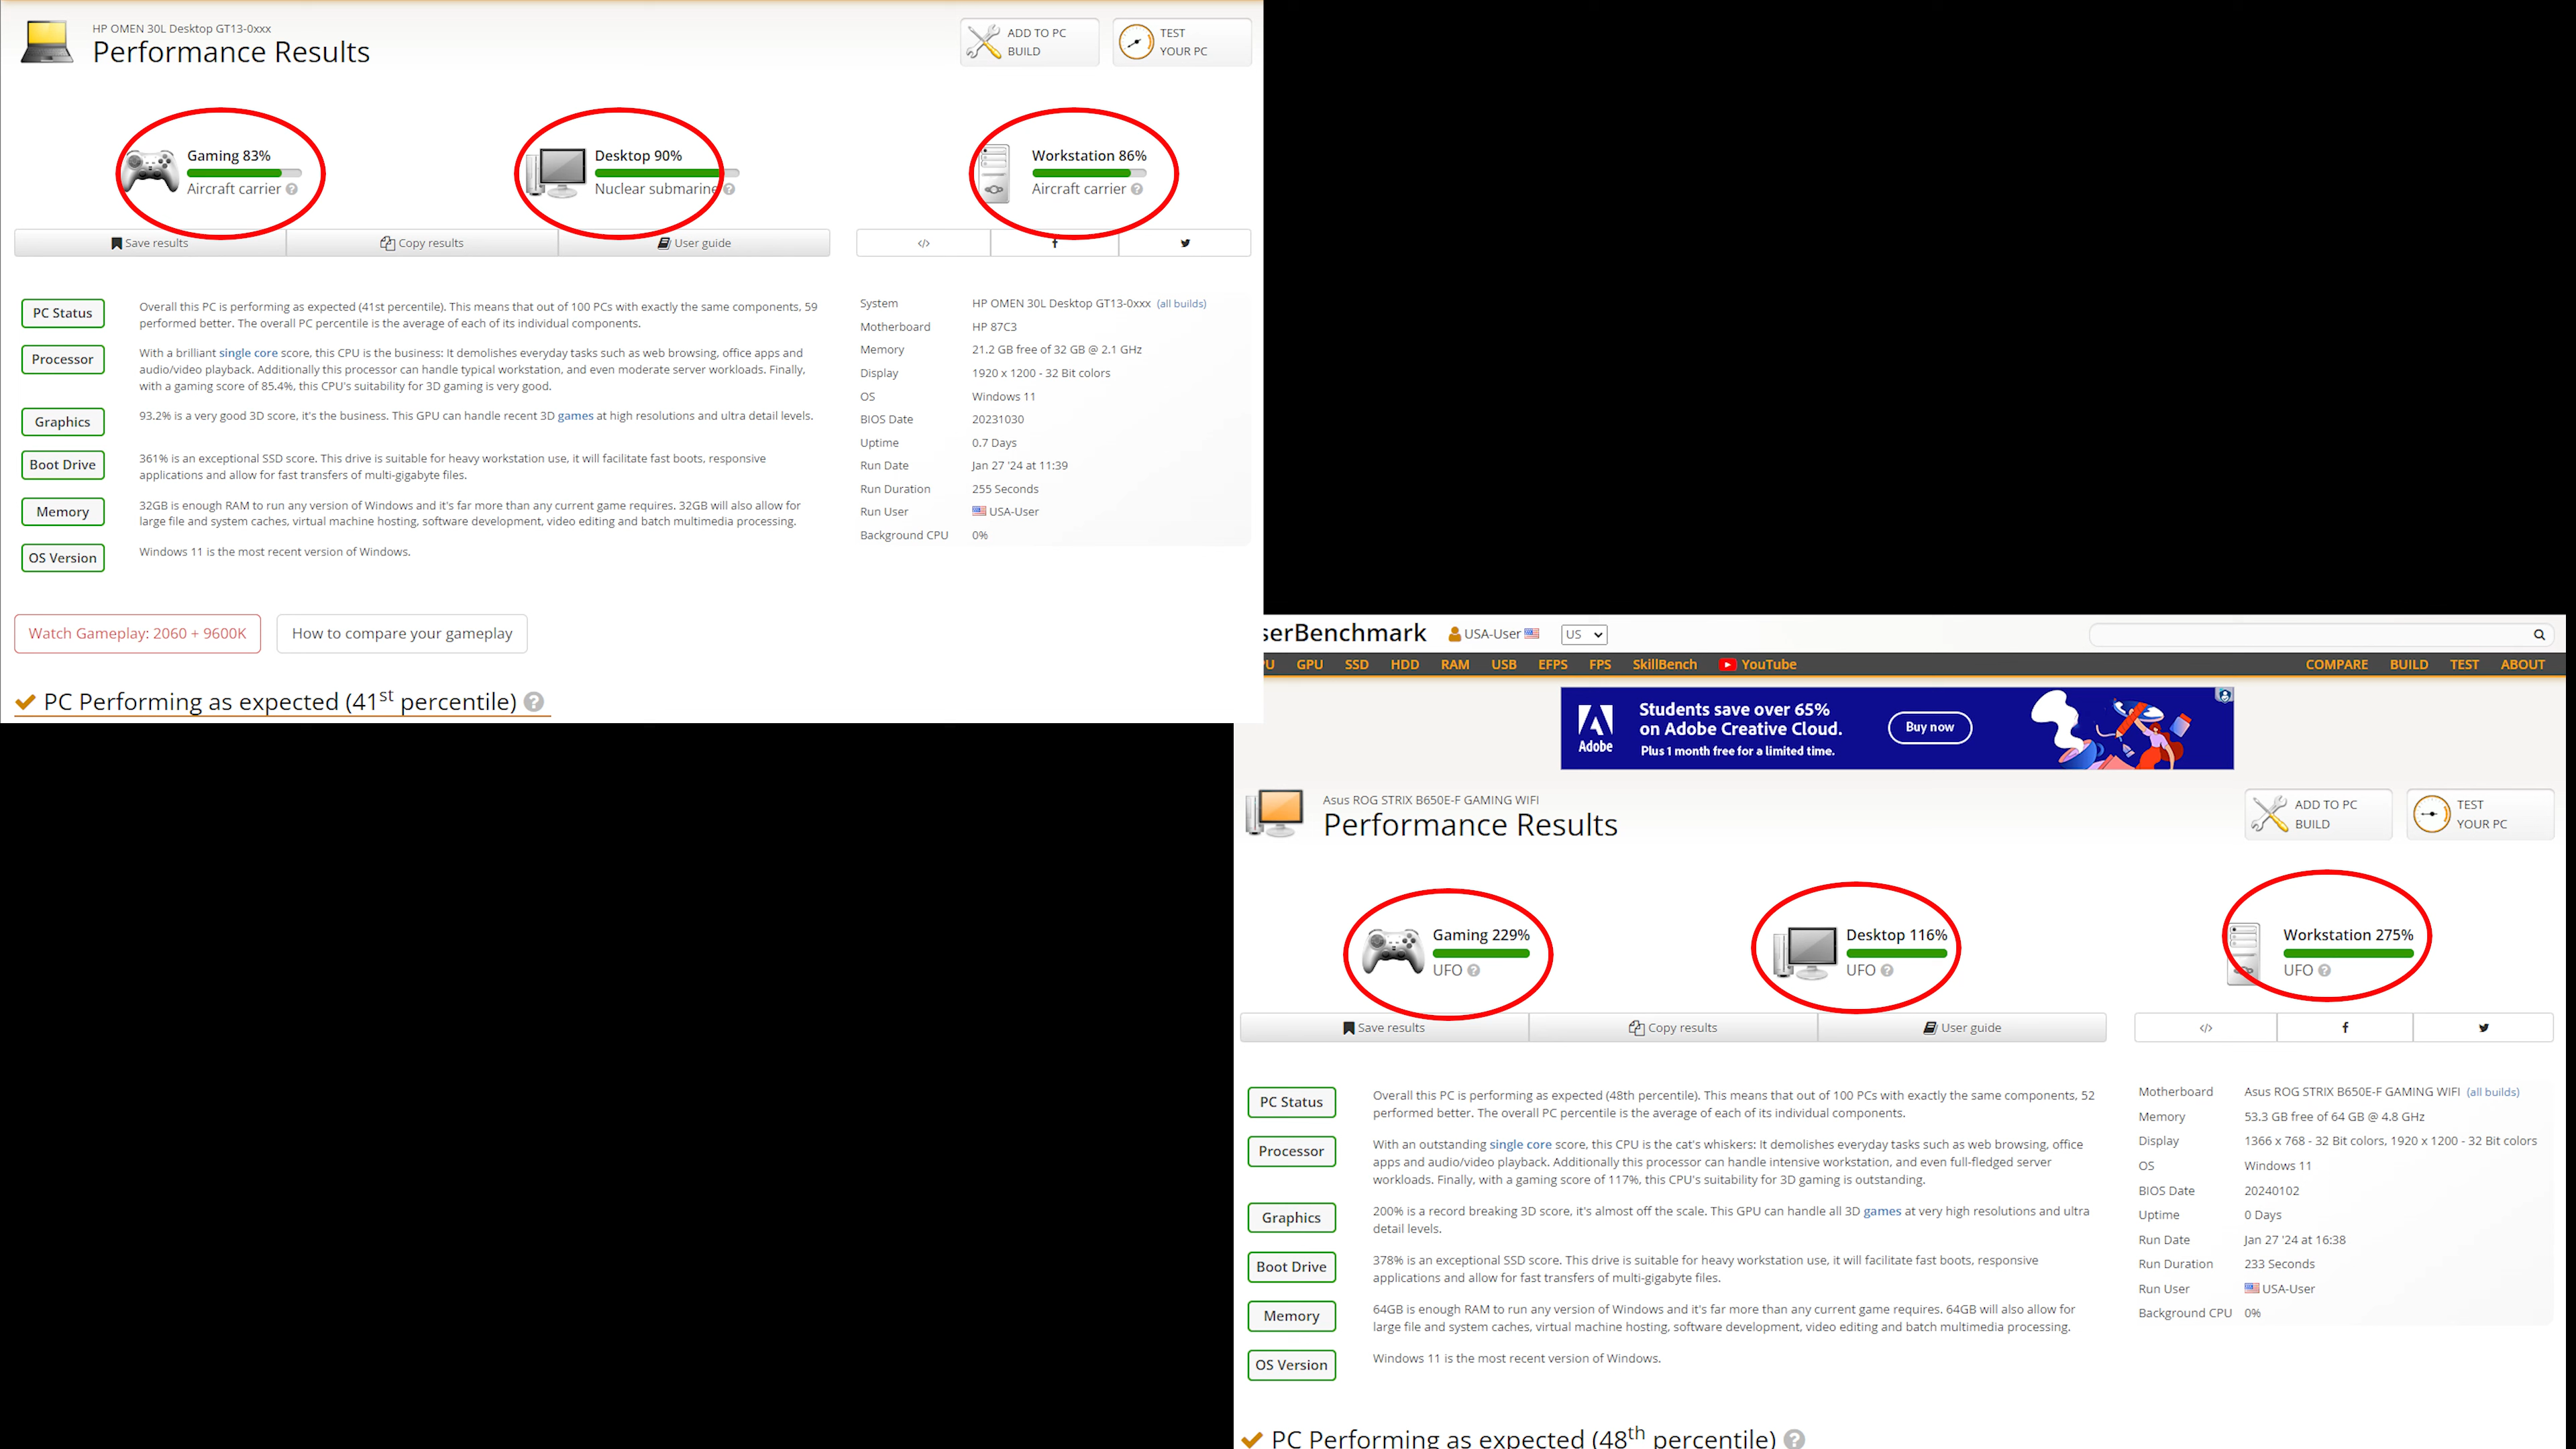 HP OMEN 30L Desktop GT13-0xxx
Performance Results
ADD TO PC
BUILD
TEST
YOUR PC
Gaming 83%
Aircraft carrier ?
Desktop 90%
Nuclear submarine ?
Workstation 86%
Aircraft carrier ?
Save results
Copy results
User guide
</>
f
PC Status
Overall this PC is performing as expected (41st percentile). This means that out of 100 PCs with exactly the same components, 59
performed better. The overall PC percentile is the average of each of its individual components.
Processor
With a brilliant single core score, this CPU is the business: It demolishes everyday tasks such as web browsing, office apps and
audio/video playback. Additionally this processor can handle typical workstation, and even moderate server workloads. Finally,
with a gaming score of 85.4%, this CPU's suitability for 3D gaming is very good.
Graphics
93.2% is a very good 3D score, it's the business. This GPU can handle recent 3D games at high resolutions and ultra detail levels.
Boot Drive
361% is an exceptional SSD score. This drive is suitable for heavy workstation use, it will facilitate fast boots, responsive
applications and allow for fast transfers of multi-gigabyte files.
Memory
32GB is enough RAM to run any version of Windows and it's far more than any current game requires. 32GB will also allow for
large file and system caches, virtual machine hosting, software development, video editing and batch multimedia processing.
OS Version
Windows 11 is the most recent version of Windows.
System HP OMEN 30L Desktop GT13-0xxx (all builds)
Motherboard HP 87C3
Memory 21.2 GB free of 32 GB @ 2.1 GHz
Display 1920 x 1200 - 32 Bit colors
OS Windows 11
BIOS Date 20231030
Uptime 0.7 Days
Run Date Jan 27 '24 at 11:39
Run Duration 255 Seconds
Run User USA-User
Background CPU 0%
Watch Gameplay: 2060 + 9600K
How to compare your gameplay
PC Performing as expected (41st percentile) ?
serBenchmark
USA-User
US
PU GPU SSD HDD RAM USB EFPS FPS SkillBench YouTube
COMPARE BUILD TEST ABOUT
Adobe
Students save over 65%
on Adobe Creative Cloud.
Plus 1 month free for a limited time.
Buy now
Asus ROG STRIX B650E-F GAMING WIFI
Performance Results
ADD TO PC
BUILD
TEST
YOUR PC
Gaming 229%
UFO ?
Desktop 116%
UFO ?
Workstation 275%
UFO ?
Save results
Copy results
User guide
</>
f
PC Status
Overall this PC is performing as expected (48th percentile). This means that out of 100 PCs with exactly the same components, 52
performed better. The overall PC percentile is the average of each of its individual components.
Processor
With an outstanding single core score, this CPU is the cat's whiskers: It demolishes everyday tasks such as web browsing, office
apps and audio/video playback. Additionally this processor can handle intensive workstation, and even full-fledged server
workloads. Finally, with a gaming score of 117%, this CPU's suitability for 3D gaming is outstanding.
Graphics
200% is a record breaking 3D score, it's almost off the scale. This GPU can handle all 3D games at very high resolutions and ultra
detail levels.
Boot Drive
378% is an exceptional SSD score. This drive is suitable for heavy workstation use, it will facilitate fast boots, responsive
applications and allow for fast transfers of multi-gigabyte files.
Memory
64GB is enough RAM to run any version of Windows and it's far more than any current game requires. 64GB will also allow for
large file and system caches, virtual machine hosting, software development, video editing and batch multimedia processing.
OS Version
Windows 11 is the most recent version of Windows.
Motherboard Asus ROG STRIX B650E-F GAMING WIFI (all builds)
Memory 53.3 GB free of 64 GB @ 4.8 GHz
Display 1366 x 768 - 32 Bit colors, 1920 x 1200 - 32 Bit colors
OS Windows 11
BIOS Date 20240102
Uptime 0 Days
Run Date Jan 27 '24 at 16:38
Run Duration 233 Seconds
Run User USA-User
Background CPU 0%
PC Performing as expected (48th percentile) ?